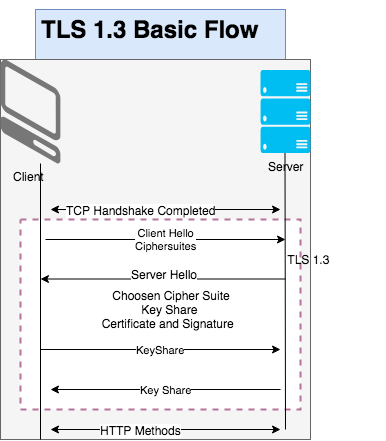 TLS 1.3 Basic Flow
Client
Server
TCP Handshake Completed
Client Hello
Ciphersuites
TLS 1.3
Server Hello
Choosen Cipher Suite
Key Share
Certificate and Signature
KeyShare
Key Share
HTTP Methods